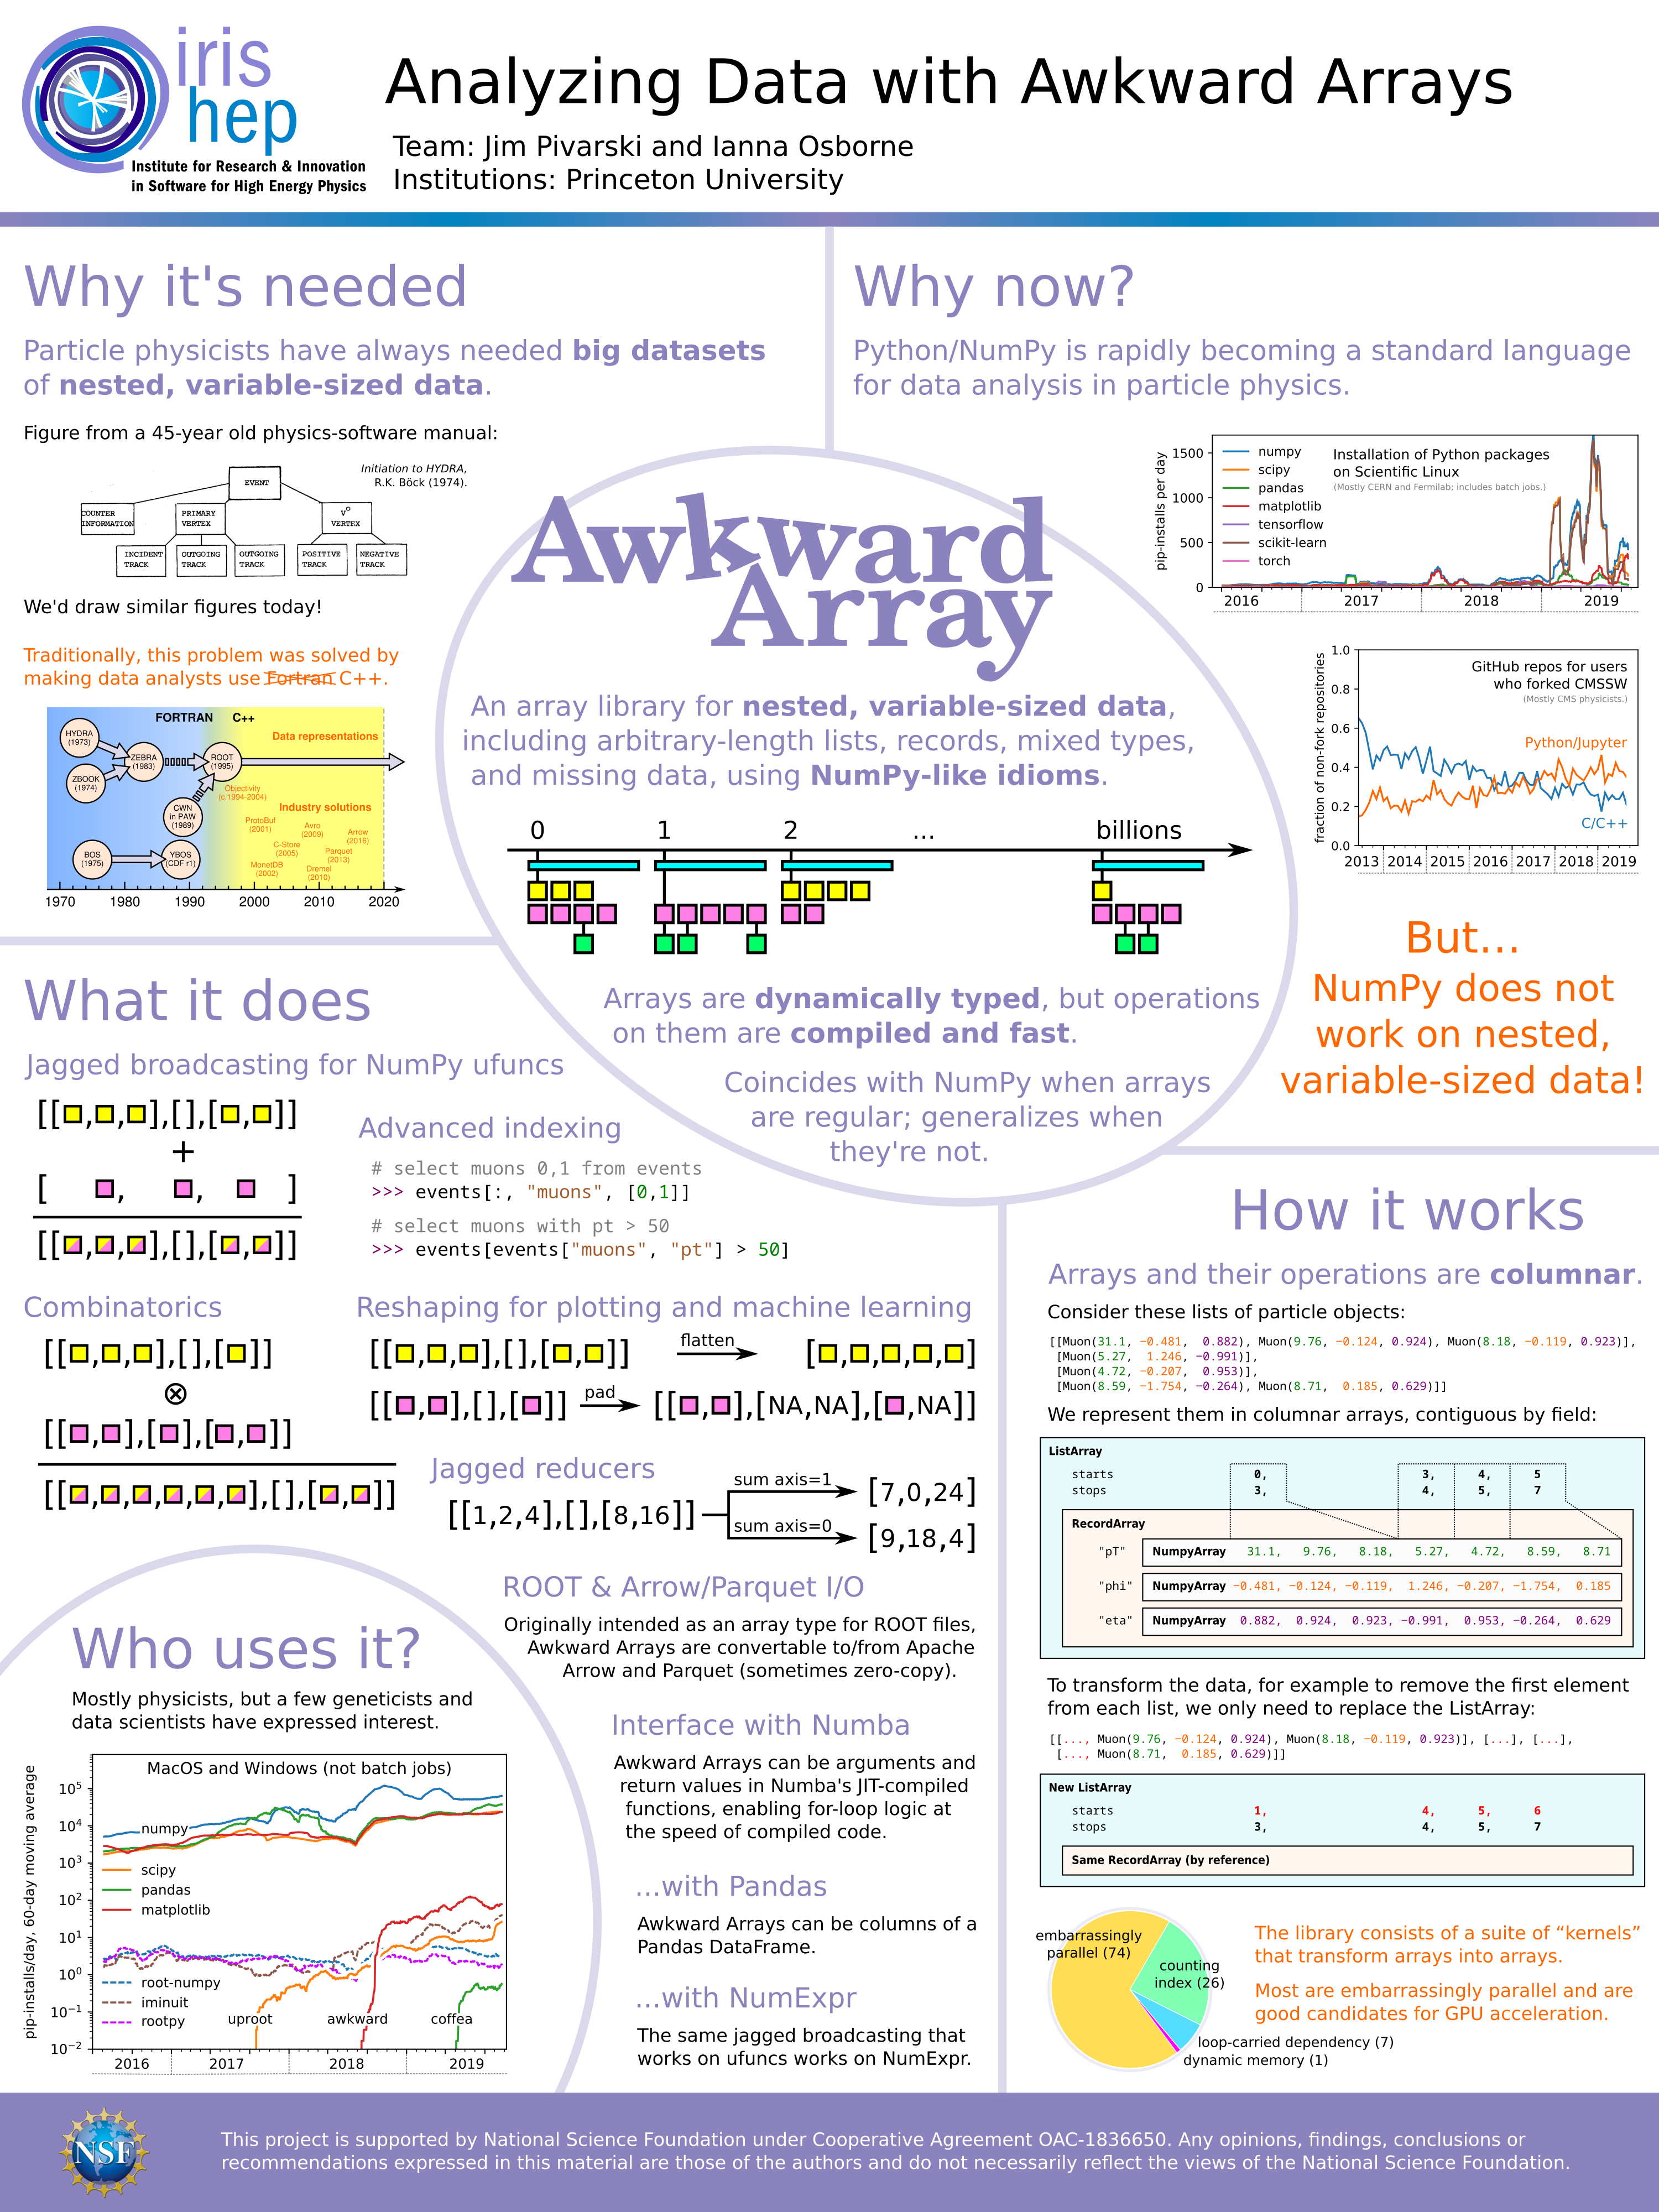 iris
hep
Institute for Research & Innovation
in Software for High Energy Physics
Analyzing Data with Awkward Arrays
Team: Jim Pivarski and Ianna Osborne
Institutions: Princeton University
Why it's needed
Particle physicists have always needed big datasets
of nested, variable-sized data.
Figure from a 45-year old physics-software manual:
Initiation to HYDRA,
R.K. Böck (1974).
EVENT
COUNTER
INFORMATION
PRIMARY
VERTEX
V⁰
VERTEX
INCIDENT
TRACK
OUTGOING
TRACK
OUTGOING
TRACK
POSITIVE
TRACK
NEGATIVE
TRACK
We'd draw similar figures today!
Traditionally, this problem was solved by
making data analysts use Fortran C++.
FORTRAN C++
HYDRA
(1973)
ZBOOK
(1974)
ZEBRA
(1983)
ROOT
(1995)
CWN
in PAW
(1989)
BOS
(1975)
YBOS
(CDF r1)
Data representations
Objectivity
(c.1994-2004)
Industry solutions
ProtoBuf
(2001)
Avro
(2009)
Arrow
(2016)
C-Store
(2005)
Parquet
(2013)
MonetDB
(2002)
Dremel
(2010)
1970 1980 1990 2000 2010 2020
Why now?
Python/NumPy is rapidly becoming a standard language
for data analysis in particle physics.
pip-installs per day
1500
1000
500
0
numpy
scipy
pandas
matplotlib
tensorflow
scikit-learn
torch
Installation of Python packages
on Scientific Linux
(Mostly CERN and Fermilab; includes batch jobs.)
2016 2017 2018 2019
fraction of non-fork repositories
1.0
0.8
0.6
0.4
0.2
0.0
GitHub repos for users
who forked CMSSW
(Mostly CMS physicists.)
Python/Jupyter
C/C++
2013 2014 2015 2016 2017 2018 2019
But...
NumPy does not
work on nested,
variable-sized data!
Awkward
Array
An array library for nested, variable-sized data,
including arbitrary-length lists, records, mixed types,
and missing data, using NumPy-like idioms.
0 1 2 ... billions
Arrays are dynamically typed, but operations
on them are compiled and fast.
Coincides with NumPy when arrays
are regular; generalizes when
they're not.
What it does
Jagged broadcasting for NumPy ufuncs
[[ , , ],[],[ , ]]
+
[ , , ]
[[ , , ],[],[ , ]]
Advanced indexing
# select muons 0,1 from events
>>> events[:, "muons", [0,1]]
# select muons with pt > 50
>>> events[events["muons", "pt"] > 50]
Combinatorics
[[ , , ],[],[ ]]
⊗
[[ , ],[ ],[ , ]]
[[ , , , , , ],[],[ , ]]
Reshaping for plotting and machine learning
[[ , , ],[],[ , ]] flatten [ , , , , ]
[[ , ],[],[ ]] pad [[ , ],[NA,NA],[ ,NA]]
Jagged reducers
[[1,2,4],[],[8,16]]
sum axis=1 [7,0,24]
sum axis=0 [9,18,4]
ROOT & Arrow/Parquet I/O
Originally intended as an array type for ROOT files,
Awkward Arrays are convertable to/from Apache
Arrow and Parquet (sometimes zero-copy).
Interface with Numba
Awkward Arrays can be arguments and
return values in Numba's JIT-compiled
functions, enabling for-loop logic at
the speed of compiled code.
...with Pandas
Awkward Arrays can be columns of a
Pandas DataFrame.
...with NumExpr
The same jagged broadcasting that
works on ufuncs works on NumExpr.
Who uses it?
Mostly physicists, but a few geneticists and
data scientists have expressed interest.
pip-installs/day, 60-day moving average
MacOS and Windows (not batch jobs)
10⁵
10⁴
10³
10²
10¹
10⁰
10⁻¹
10⁻²
numpy
scipy
pandas
matplotlib
root-numpy
iminuit
rootpy
uproot
awkward
coffea
2016 2017 2018 2019
How it works
Arrays and their operations are columnar.
Consider these lists of particle objects:
[[Muon(31.1, −0.481, 0.882), Muon(9.76, −0.124, 0.924), Muon(8.18, −0.119, 0.923)],
[Muon(5.27, 1.246, −0.991)],
[Muon(4.72, −0.207, 0.953)],
[Muon(8.59, −1.754, −0.264), Muon(8.71, 0.185, 0.629)]]
We represent them in columnar arrays, contiguous by field:
ListArray
starts 0, 3, 4, 5
stops 3, 4, 5, 7
RecordArray
"pT" NumpyArray 31.1, 9.76, 8.18, 5.27, 4.72, 8.59, 8.71
"phi" NumpyArray −0.481, −0.124, −0.119, 1.246, −0.207, −1.754, 0.185
"eta" NumpyArray 0.882, 0.924, 0.923, −0.991, 0.953, −0.264, 0.629
To transform the data, for example to remove the first element
from each list, we only need to replace the ListArray:
[[..., Muon(9.76, −0.124, 0.924), Muon(8.18, −0.119, 0.923)], [...], [...],
[..., Muon(8.71, 0.185, 0.629)]]
New ListArray
starts 1, 4, 5, 6
stops 3, 4, 5, 7
Same RecordArray (by reference)
embarrassingly
parallel (74)
counting
index (26)
loop-carried dependency (7)
dynamic memory (1)
The library consists of a suite of “kernels”
that transform arrays into arrays.
Most are embarrassingly parallel and are
good candidates for GPU acceleration.
NSF
This project is supported by National Science Foundation under Cooperative Agreement OAC-1836650. Any opinions, findings, conclusions or
recommendations expressed in this material are those of the authors and do not necessarily reflect the views of the National Science Foundation.